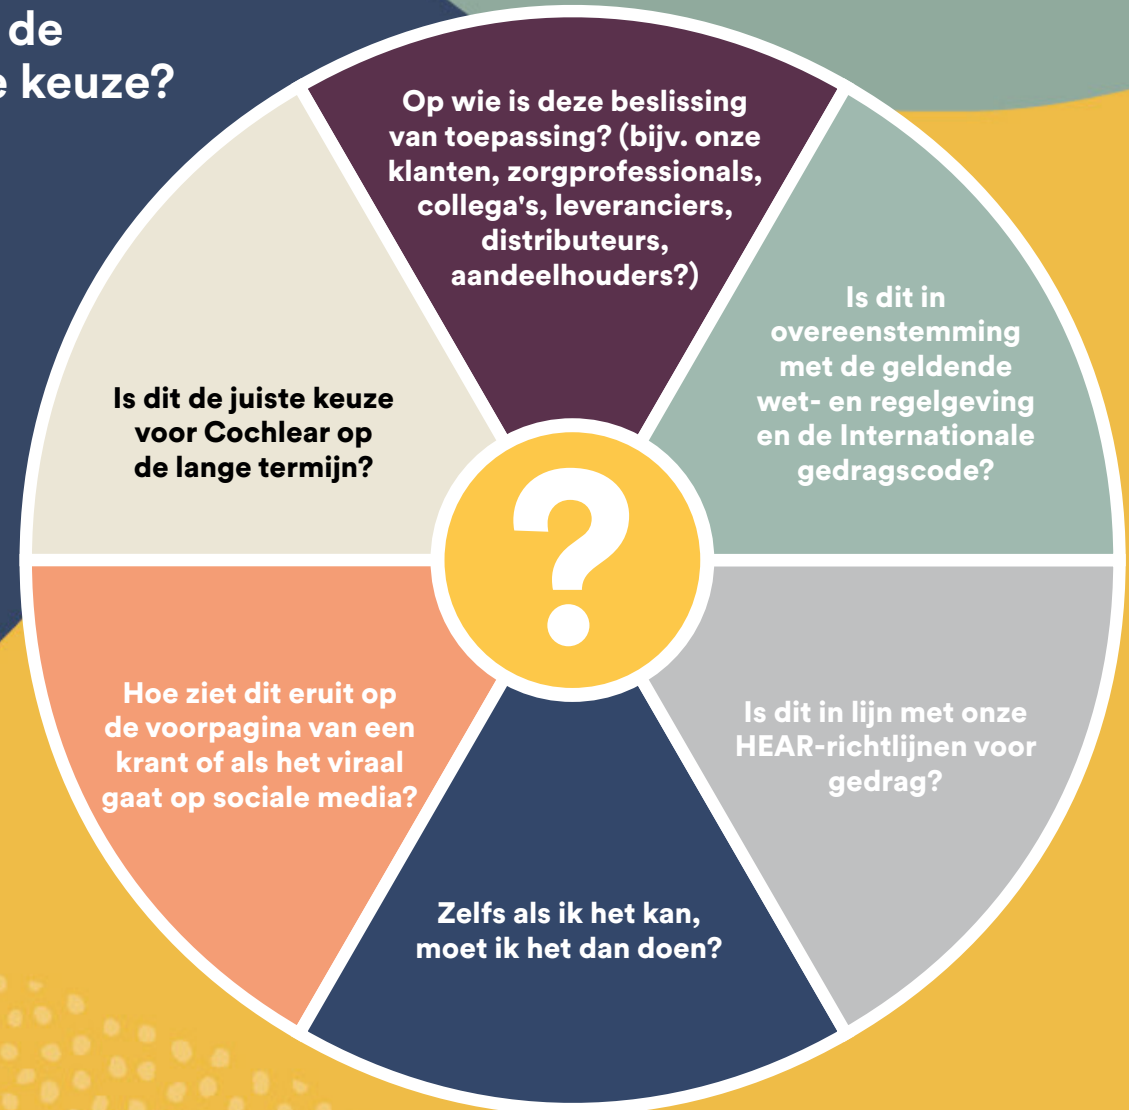 de
keuze?
Op wie is deze beslissing
van toepassing? (bijv. onze
klanten, zorgprofessionals,
collega's, leveranciers,
distributeurs,
aandeelhouders?)
Is dit in
overeenstemming
met de geldende
wet- en regelgeving
en de Internationale
gedragscode?
Is dit in lijn met onze
HEAR-richtlijnen voor
gedrag?
Zelfs als ik het kan,
moet ik het dan doen?
Hoe ziet dit eruit op
de voorpagina van een
krant of als het viraal
gaat op sociale media?
Is dit de juiste keuze
voor Cochlear op
de lange termijn?
?